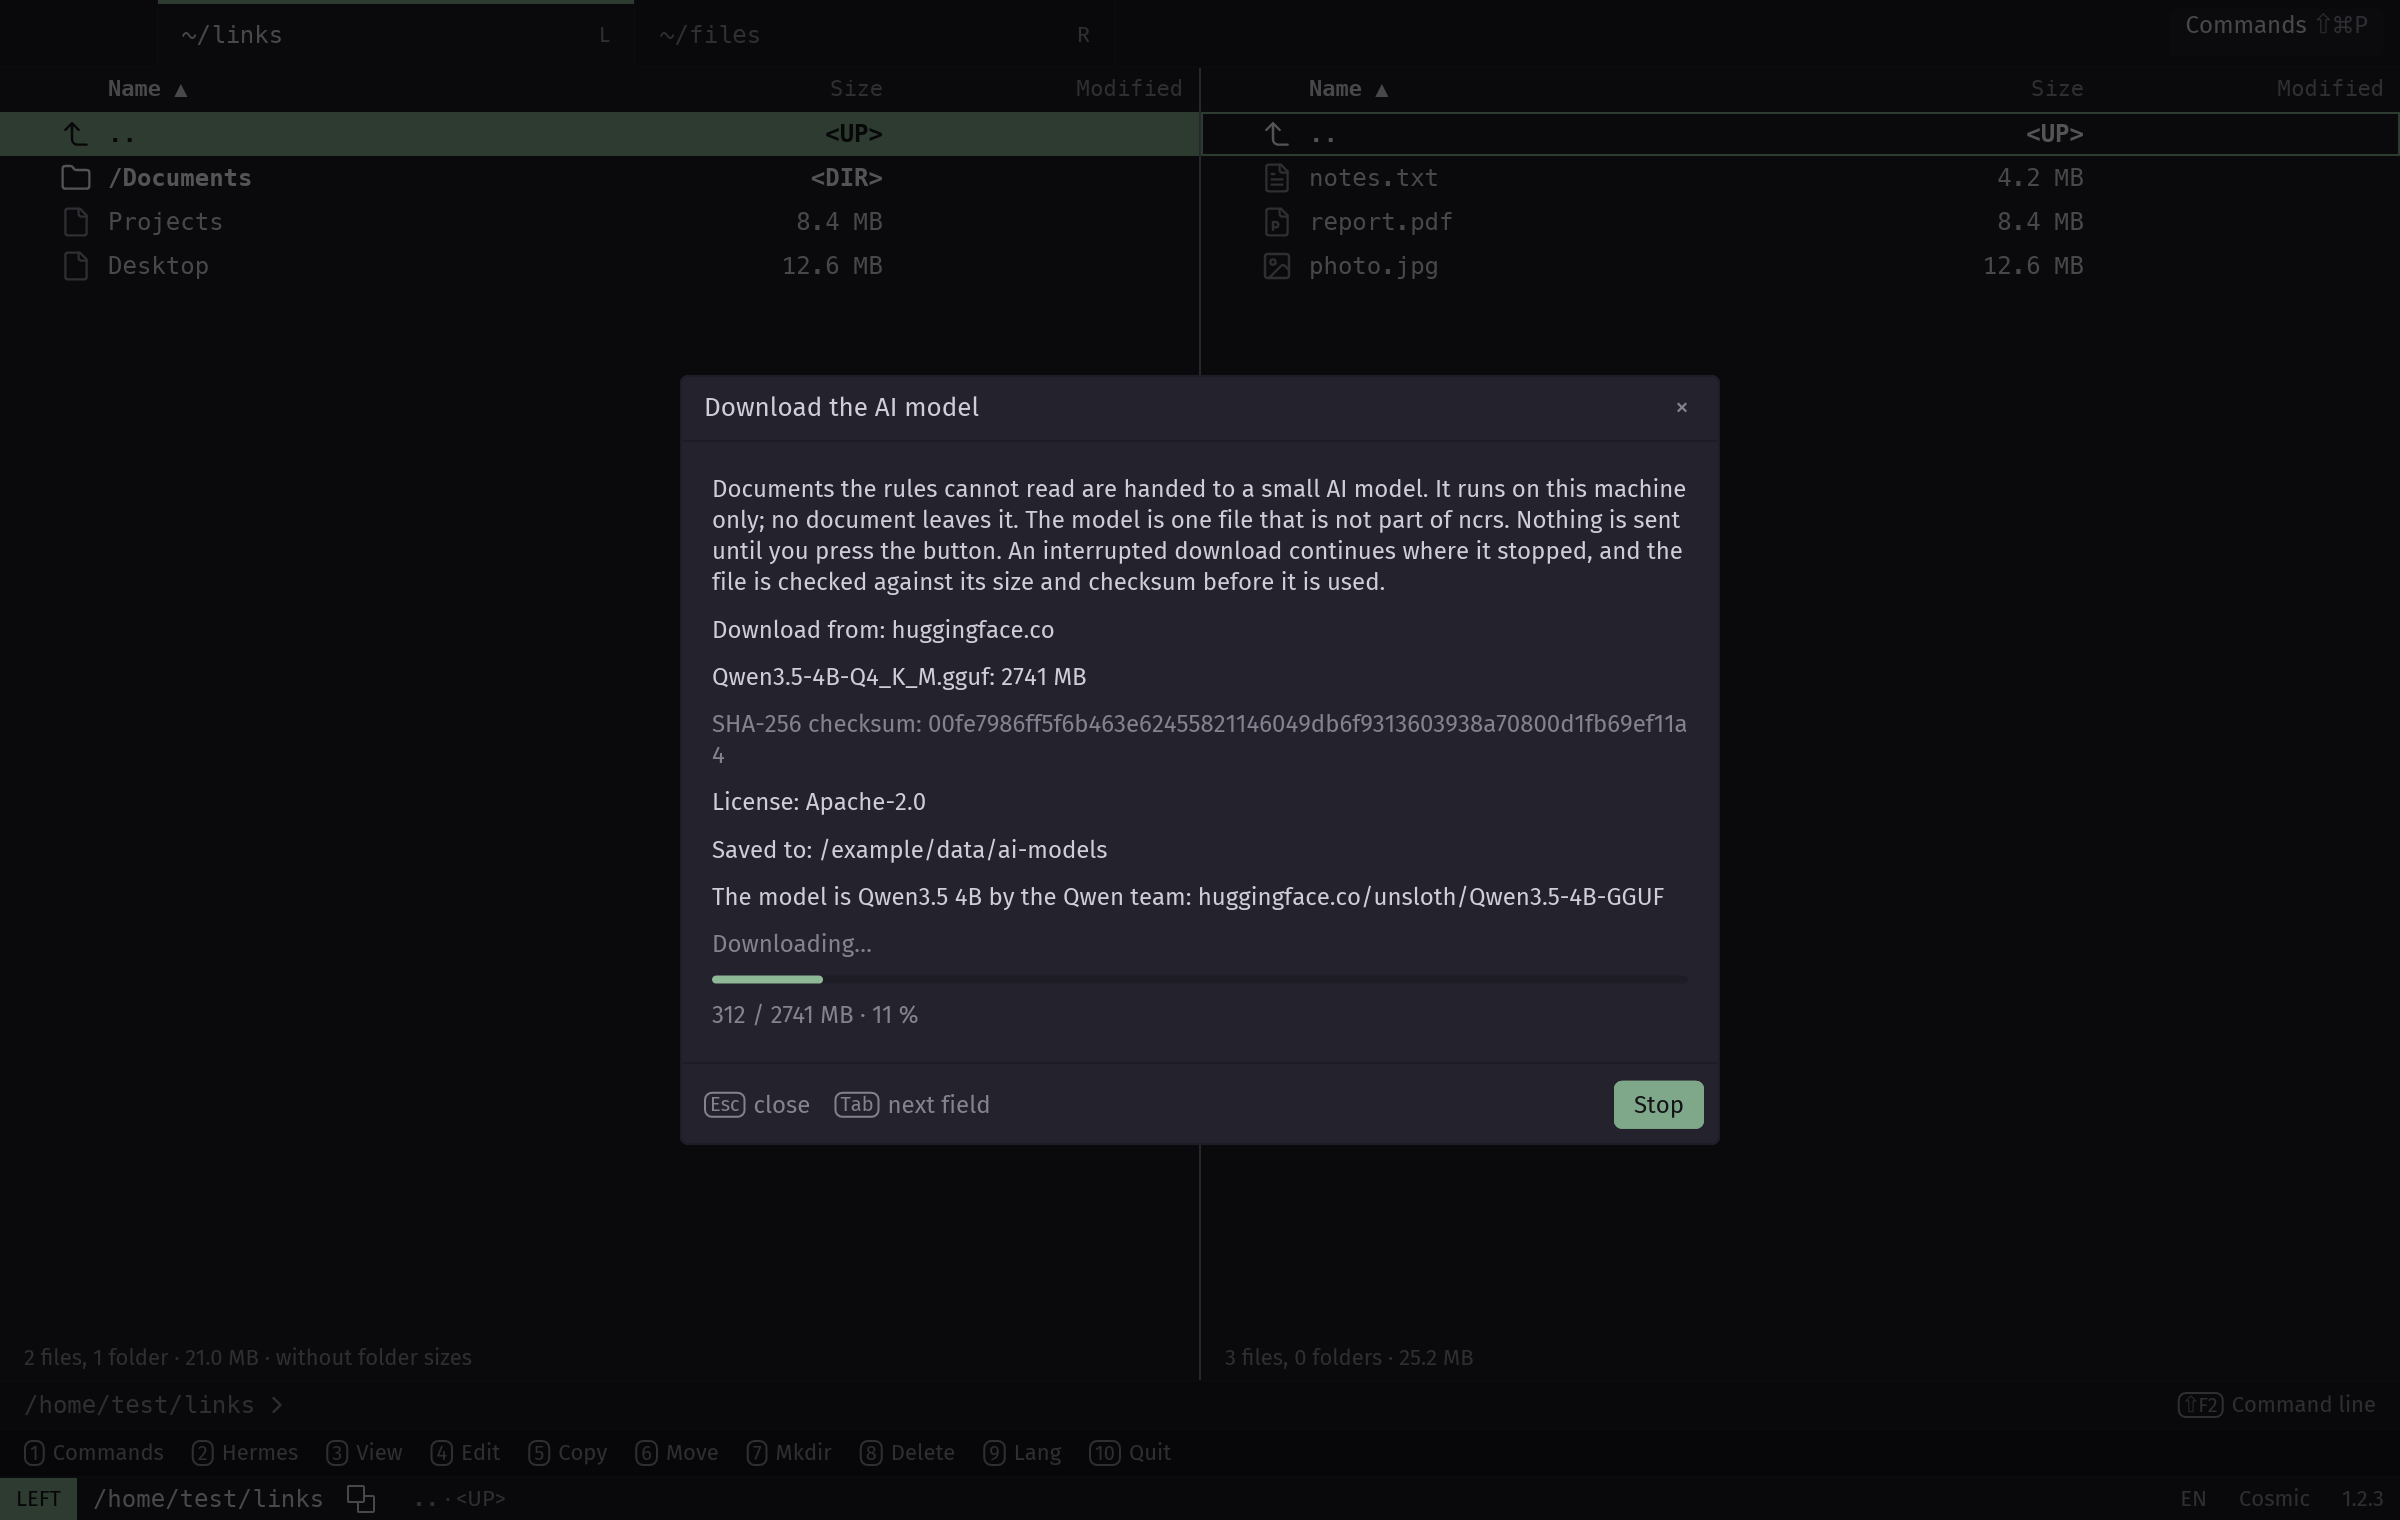 ~/links L ~/files R Commands ⇧⌘P
Name ▲ Size Modified Name ▲ Size Modified
.. <UP> .. <UP>
/Documents <DIR> notes.txt 4.2 MB
Projects 8.4 MB report.pdf 8.4 MB
Desktop 12.6 MB photo.jpg 12.6 MB
Download the AI model ×
Documents the rules cannot read are handed to a small AI model. It runs on this machine
only; no document leaves it. The model is one file that is not part of ncrs. Nothing is sent
until you press the button. An interrupted download continues where it stopped, and the
file is checked against its size and checksum before it is used.
Download from: huggingface.co
Qwen3.5-4B-Q4_K_M.gguf: 2741 MB
SHA-256 checksum: 00fe7986ff5f6b463e62455821146049db6f9313603938a70800d1fb69ef11a
4
License: Apache-2.0
Saved to: /example/data/ai-models
The model is Qwen3.5 4B by the Qwen team: huggingface.co/unsloth/Qwen3.5-4B-GGUF
Downloading...
312 / 2741 MB · 11 %
Esc close Tab next field Stop
2 files, 1 folder · 21.0 MB · without folder sizes 3 files, 0 folders · 25.2 MB
/home/test/links > ⇧F2 Command line
1 Commands 2 Hermes 3 View 4 Edit 5 Copy 6 Move 7 Mkdir 8 Delete 9 Lang 10 Quit
LEFT /home/test/links .. · <UP> EN Cosmic 1.2.3